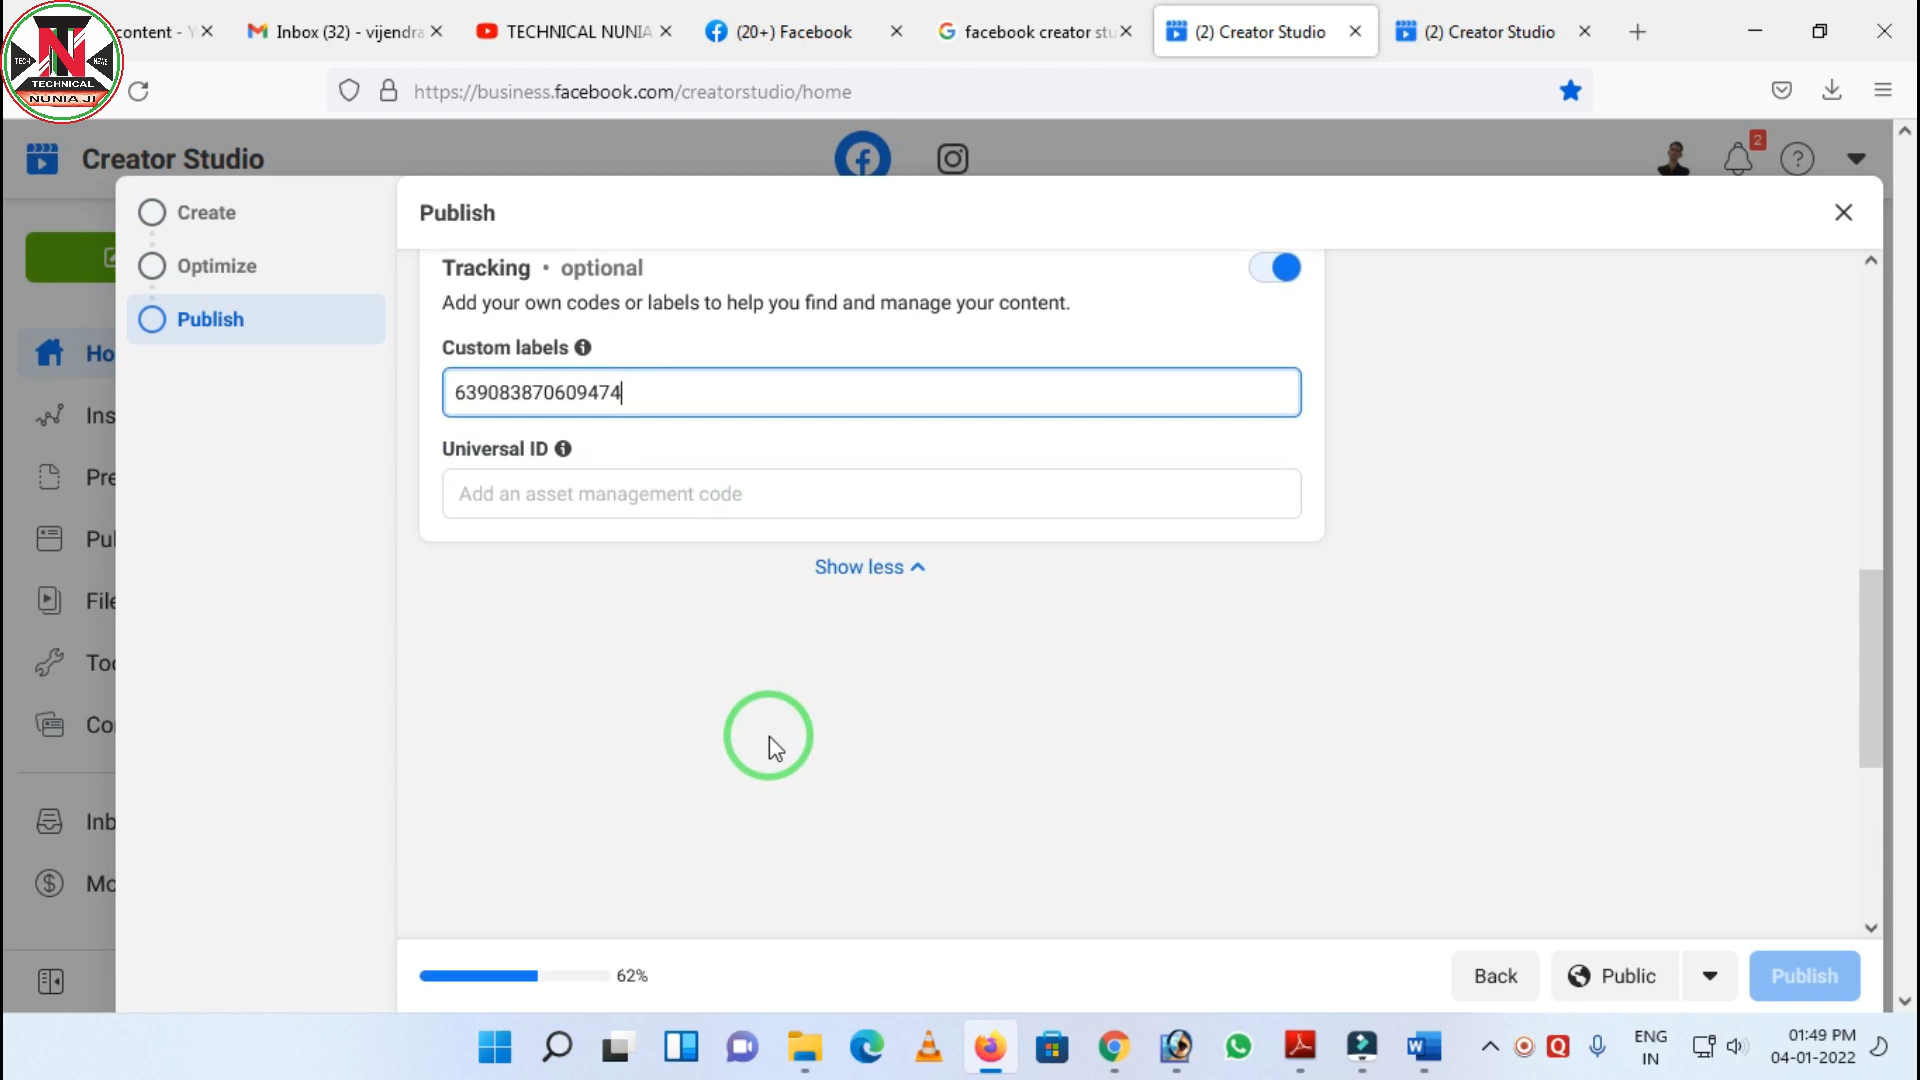 content - Y
Inbox (32) - vijendra
TECHNICAL NUNIA
(20+) Facebook
facebook creator stu
(2) Creator Studio
(2) Creator Studio
TN
TECH
NEWS
TECHNICAL
NUNIA JI
https://business.facebook.com/creatorstudio/home
Creator Studio
2
Create
Publish
Optimize
Publish
Tracking • optional
Add your own codes or labels to help you find and manage your content.
Custom labels
639083870609474
Universal ID
Add an asset management code
Show less
Ho
Ins
Pre
Pul
File
Too
Co
Inb
Mo
62%
Back
Public
Publish
ENG
IN
01:49 PM
04-01-2022